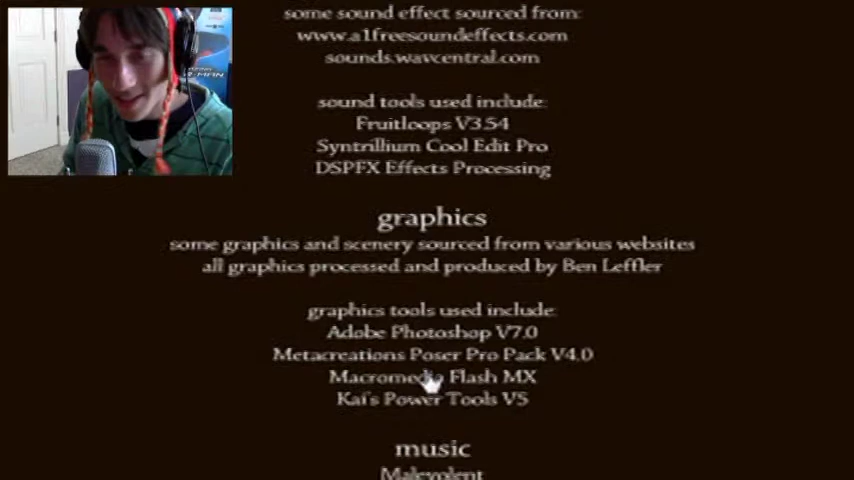 some sound effect sourced from:
www.a1freesoundeffects.com
sounds.wavcentral.com
sound tools used include:
Fruitloops V3.54
Syntrillium Cool Edit Pro
DSPFX Effects Processing
graphics
some graphics and scenery sourced from various websites
all graphics processed and produced by Ben Leffler
graphics tools used include:
Adobe Photoshop V7.0
Metacreations Poser Pro Pack V4.0
Macromedia Flash MX
Kai's Power Tools V5
music
Malevolent